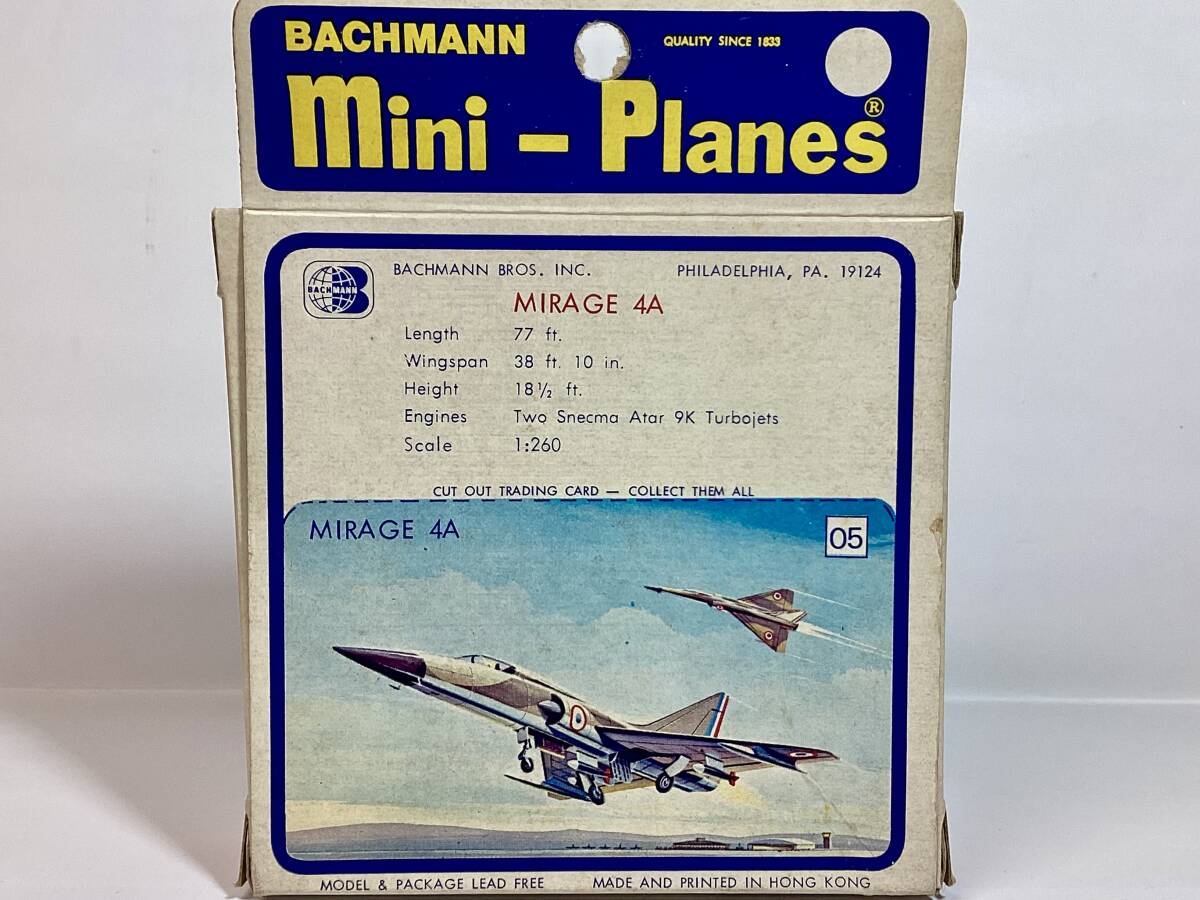 BACHMANN
QUALITY SINCE 1833
Mini - Planes®
BACHMANN
BACHMANN BROS. INC. PHILADELPHIA, PA. 19124
MIRAGE 4A
Length 77 ft.
Wingspan 38 ft. 10 in.
Height 18½ ft.
Engines Two Snecma Atar 9K Turbojets
Scale 1:260
CUT OUT TRADING CARD — COLLECT THEM ALL
MIRAGE 4A
05
MODEL & PACKAGE LEAD FREE MADE AND PRINTED IN HONG KONG